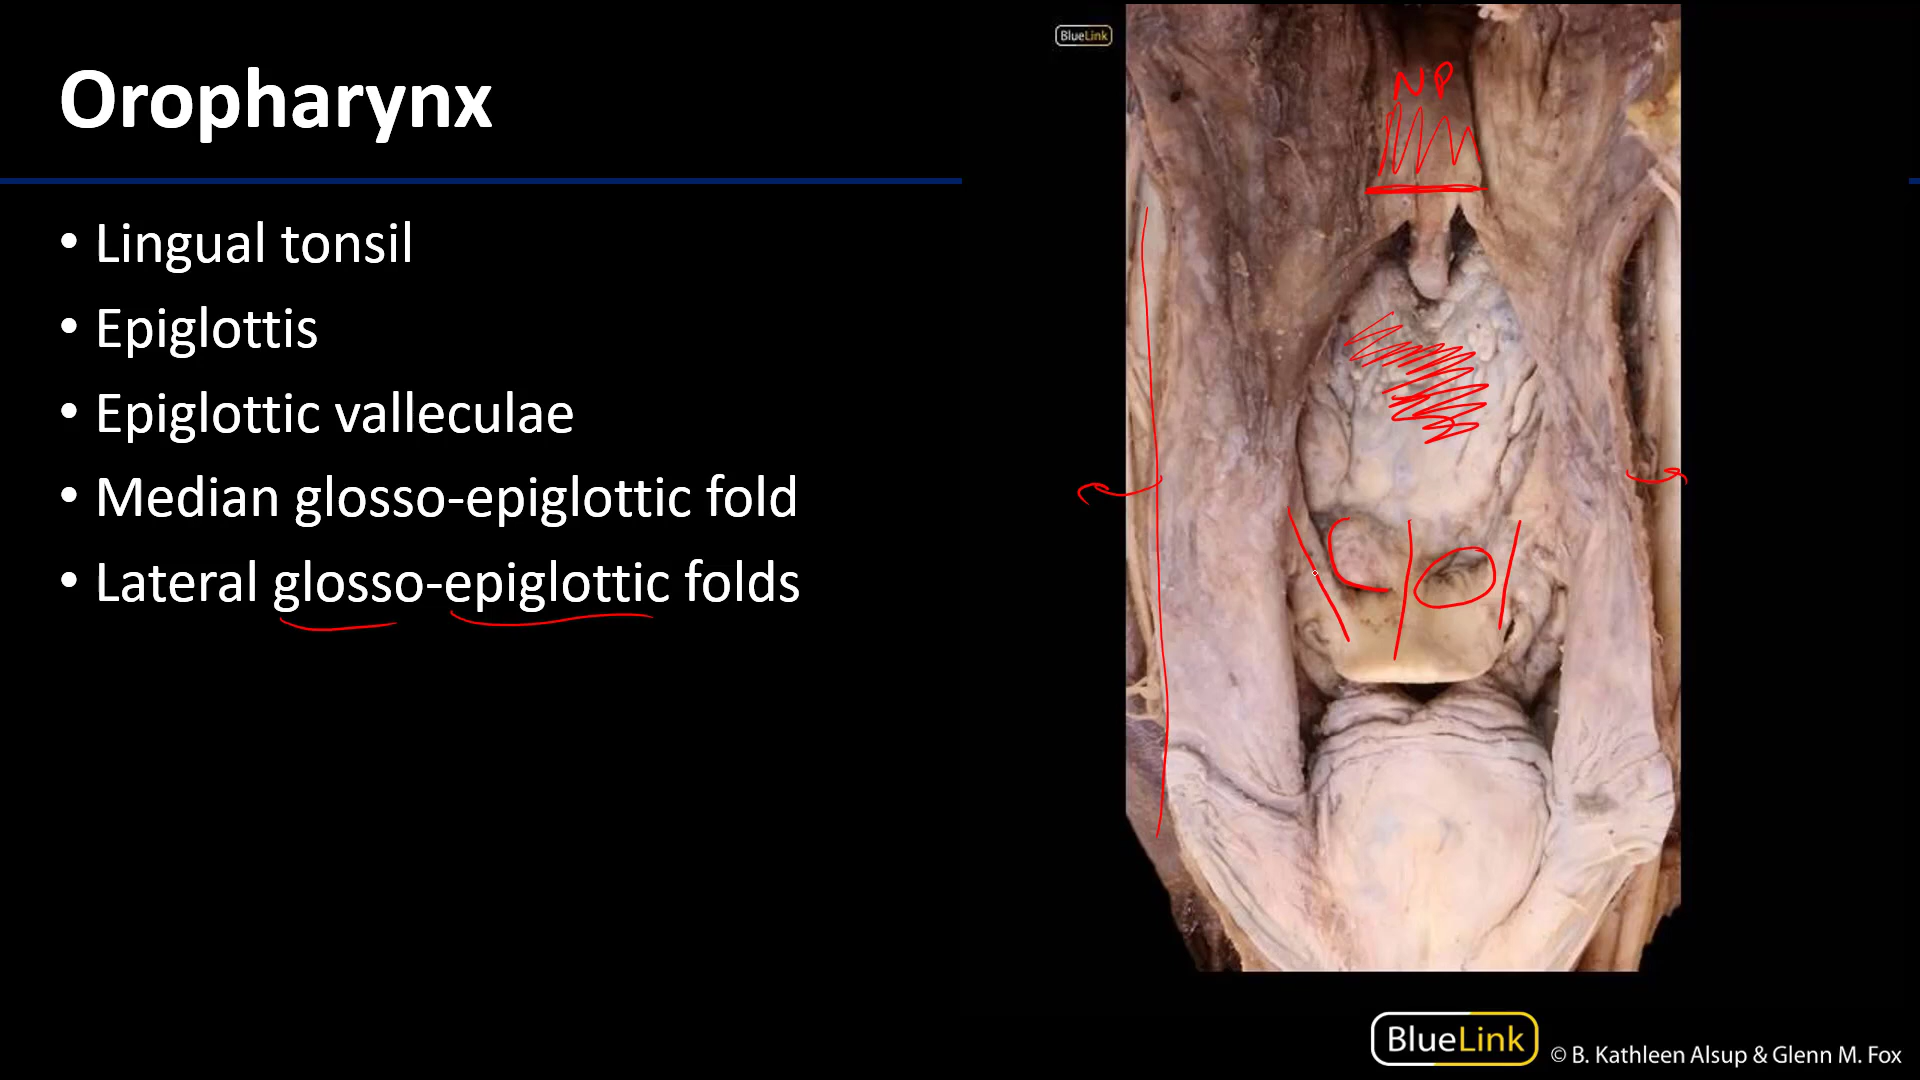 BlueLink
Oropharynx
NP
• Lingual tonsil
• Epiglottis
• Epiglottic valleculae
• Median glosso-epiglottic fold
• Lateral glosso-epiglottic folds
BlueLink © B. Kathleen Alsup & Glenn M. Fox